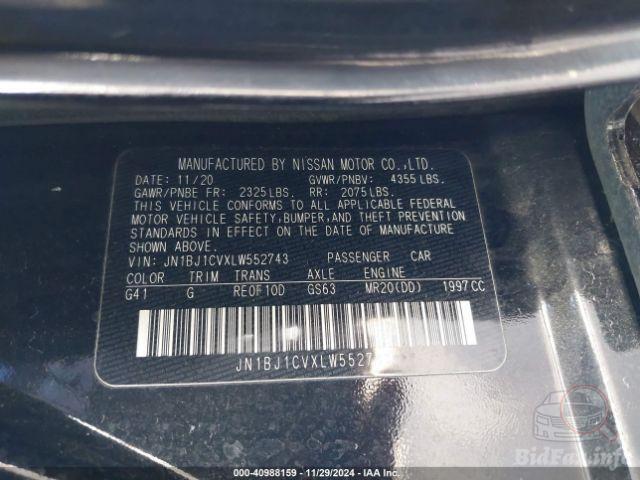 MANUFACTURED BY NISSAN MOTOR CO.,LTD.
DATE: 11/20 GVWR/PNBV: 4355 LBS.
GAWR/PNBE FR: 2325 LBS. RR: 2075 LBS.
THIS VEHICLE CONFORMS TO ALL APPLICABLE FEDERAL
MOTOR VEHICLE SAFETY, BUMPER, AND THEFT PREVENTION
STANDARDS IN EFFECT ON THE DATE OF MANUFACTURE
SHOWN ABOVE.
VIN: JN1BJ1CVXLW552743 PASSENGER CAR
COLOR TRIM TRANS AXLE ENGINE
G41 G RE0F10D GS63 MR20(DD) 1997CC
JN1BJ1CVXLW5527
BidFax.info
000-40988159 - 11/29/2024 - IAA Inc.